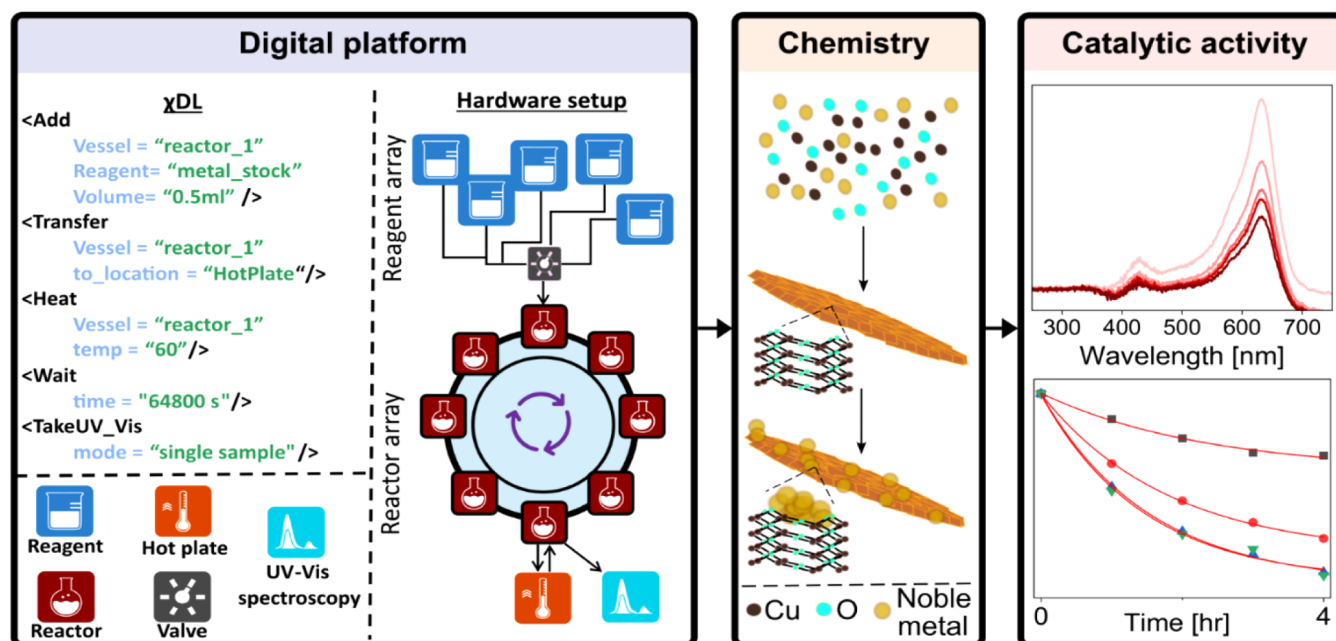 Digital platform
χDL
<Add
Vessel = “reactor_1”
Reagent= “metal_stock”
Volume= “0.5ml” />
<Transfer
Vessel = “reactor_1”
to_location = “HotPlate“/>
<Heat
Vessel = “reactor_1”
temp = “60”/>
<Wait
time = "64800 s"/>
<TakeUV_Vis
mode = “single sample"/>
Reagent
Hot plate
UV-Vis
spectroscopy
Reactor
Valve
Hardware setup
Reagent array
Reactor array
Chemistry
Cu
O
Noble
metal
Catalytic activity
300 400 500 600 700
Wavelength [nm]
0 Time [hr] 4